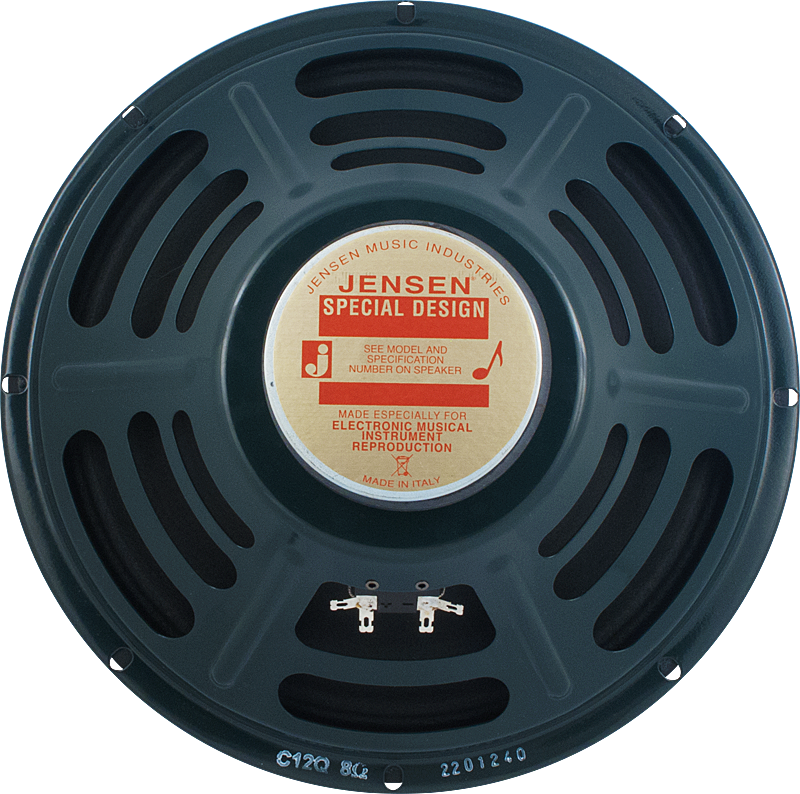 JENSEN MUSIC INDUSTRIES
JENSEN
SPECIAL DESIGN
j
SEE MODEL AND
SPECIFICATION
NUMBER ON SPEAKER
MADE ESPECIALLY FOR
ELECTRONIC MUSICAL
INSTRUMENT
REPRODUCTION
MADE IN ITALY
+ −
C12Q 8Ω
2201240